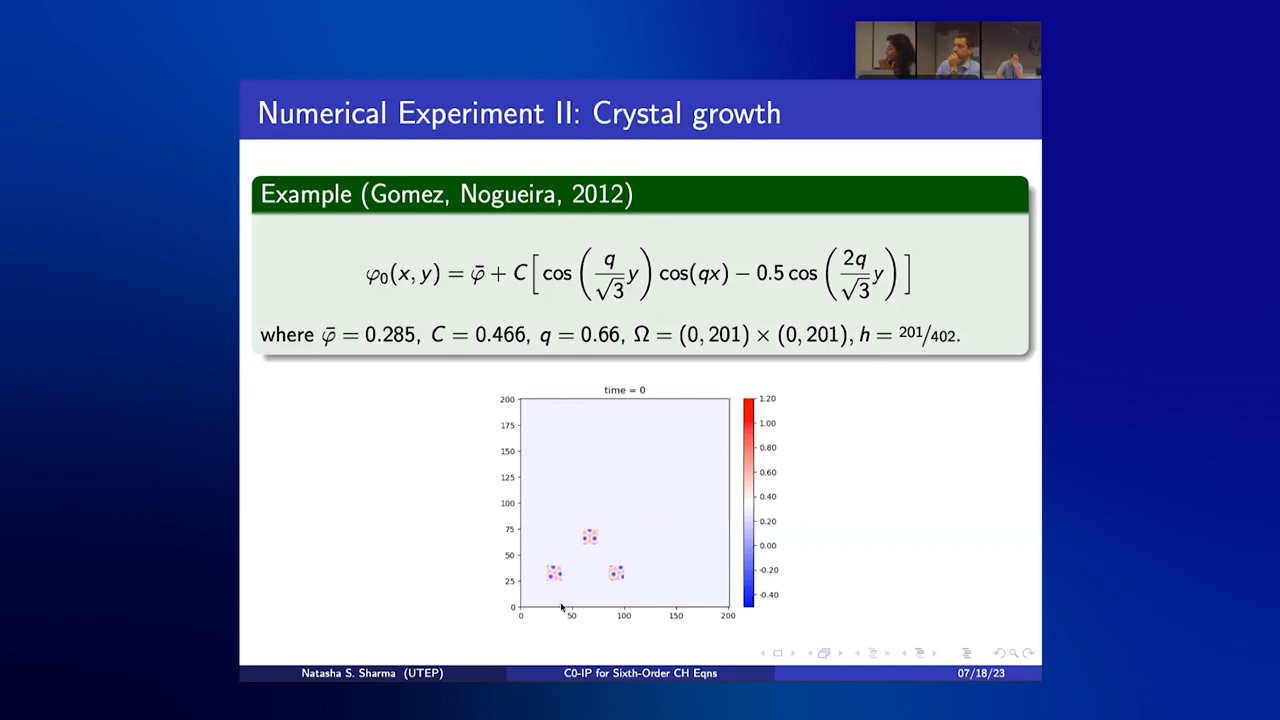 Numerical Experiment II: Crystal growth
Example (Gomez, Nogueira, 2012)
φ₀(x, y) = φ̄ + C[cos(q/√3 y) cos(qx) − 0.5 cos(2q/√3 y)]
where φ̄ = 0.285, C = 0.466, q = 0.66, Ω = (0, 201) × (0, 201), h = 201/402.
time = 0
200
175
150
125
100
75
50
25
0
0 50 100 150 200
1.20
1.00
0.80
0.60
0.40
0.20
0.00
-0.20
-0.40
Natasha S. Sharma (UTEP) C0-IP for Sixth-Order CH Eqns 07/18/23